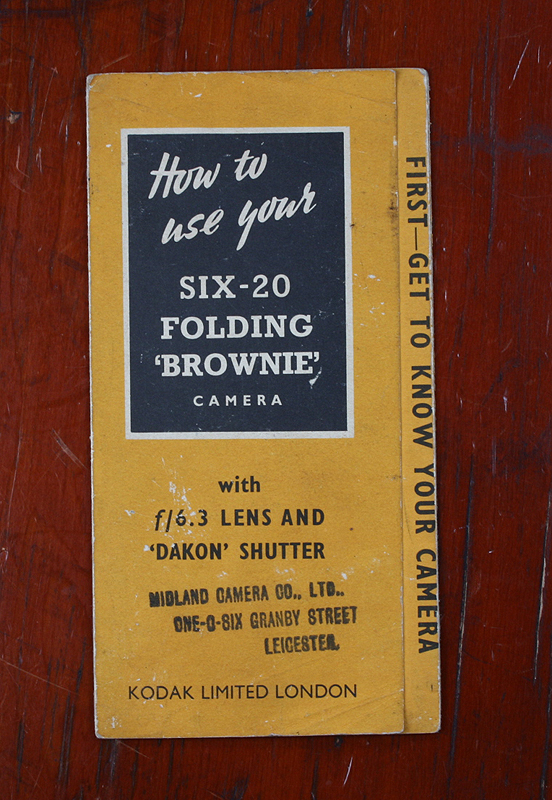 How to
use your
SIX-20
FOLDING
'BROWNIE'
CAMERA
with
f/6.3 LENS AND
'DAKON' SHUTTER
MIDLAND CAMERA CO., LTD.,
ONE-O-SIX GRANBY STREET
LEICESTER.
KODAK LIMITED LONDON
FIRST—GET TO KNOW YOUR CAMERA